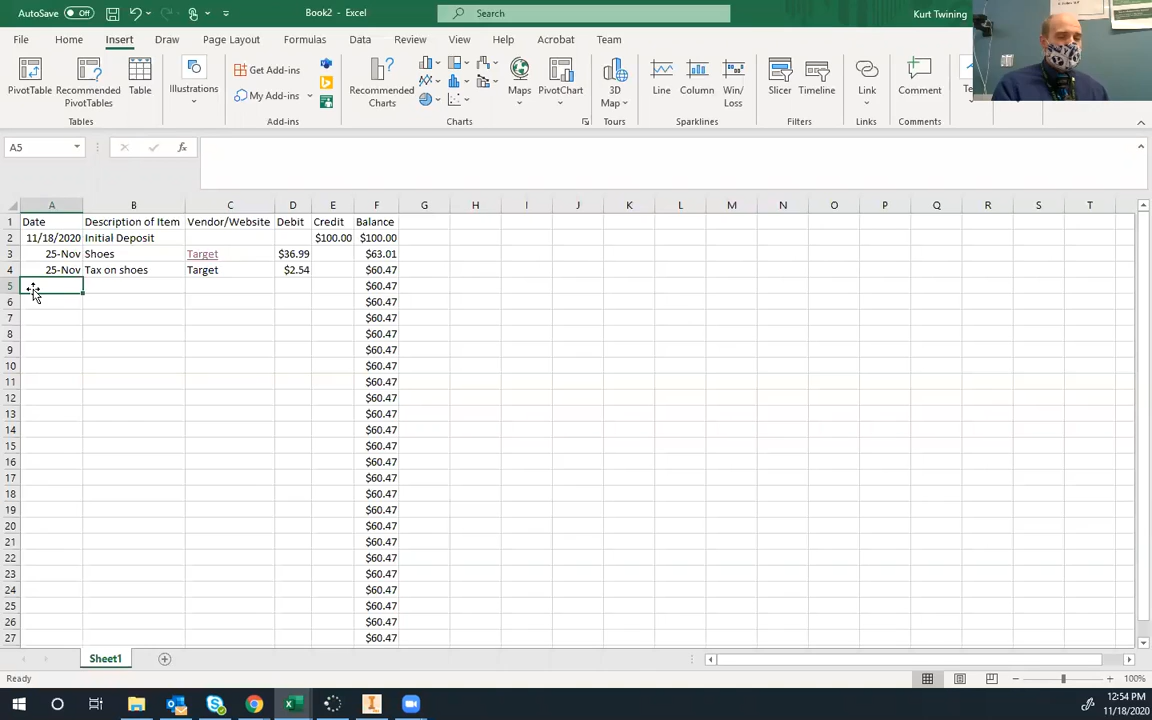 AutoSave Off Book2 - Excel Search Kurt Twining
File Home Insert Draw Page Layout Formulas Data Review View Help Acrobat Team
PivotTable Recommended PivotTables Table Illustrations Get Add-ins My Add-ins Recommended Charts Maps PivotChart 3D Map Line Column Win/Loss Slicer Timeline Link Comment
Tables Add-ins Charts Tours Sparklines Filters Links Comments
A5 fx
A B C D E F G H I J K L M N O P Q R S T
1 Date Description of Item Vendor/Website Debit Credit Balance
2 11/18/2020 Initial Deposit $100.00 $100.00
3 25-Nov Shoes Target $36.99 $63.01
4 25-Nov Tax on shoes Target $2.54 $60.47
5 $60.47
6 $60.47
7 $60.47
8 $60.47
9 $60.47
10 $60.47
11 $60.47
12 $60.47
13 $60.47
14 $60.47
15 $60.47
16 $60.47
17 $60.47
18 $60.47
19 $60.47
20 $60.47
21 $60.47
22 $60.47
23 $60.47
24 $60.47
25 $60.47
26 $60.47
27 $60.47
Sheet1
Ready 100%
12:54 PM
11/18/2020